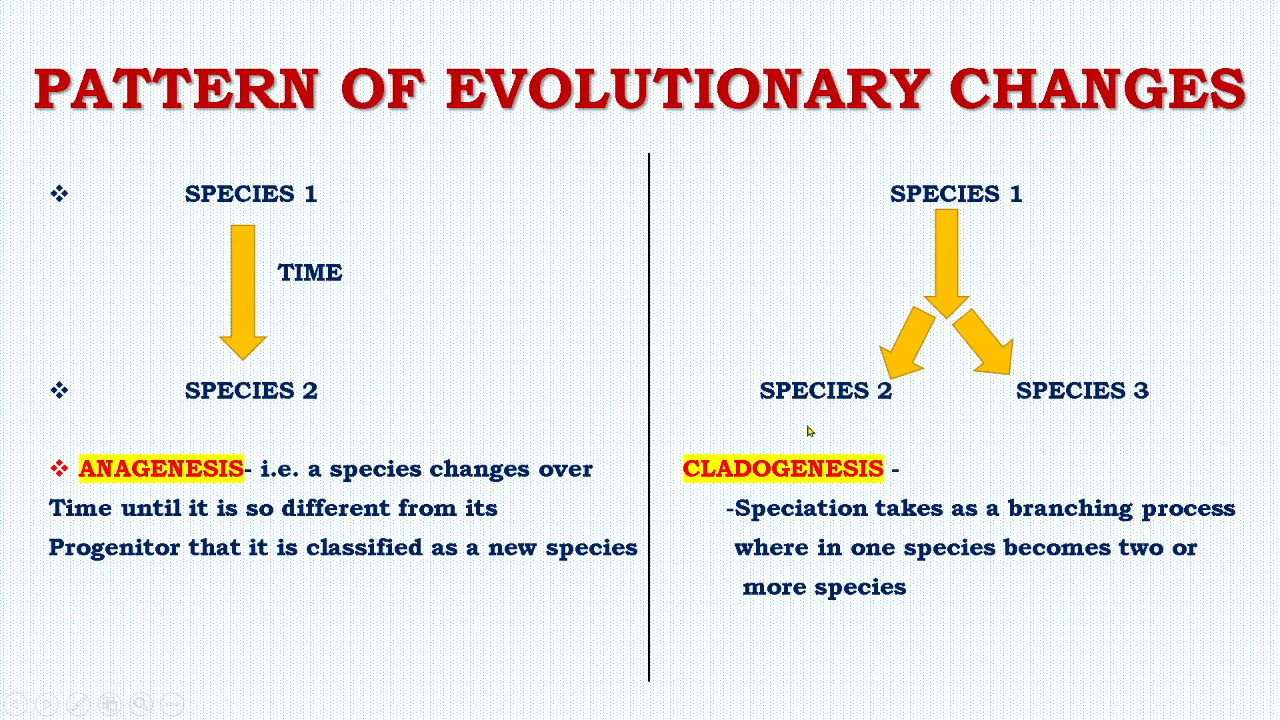 PATTERN OF EVOLUTIONARY CHANGES
SPECIES 1
TIME
SPECIES 2
ANAGENESIS- i.e. a species changes over
Time until it is so different from its
Progenitor that it is classified as a new species
SPECIES 1
SPECIES 2 SPECIES 3
CLADOGENESIS -
-Speciation takes as a branching process
where in one species becomes two or
more species